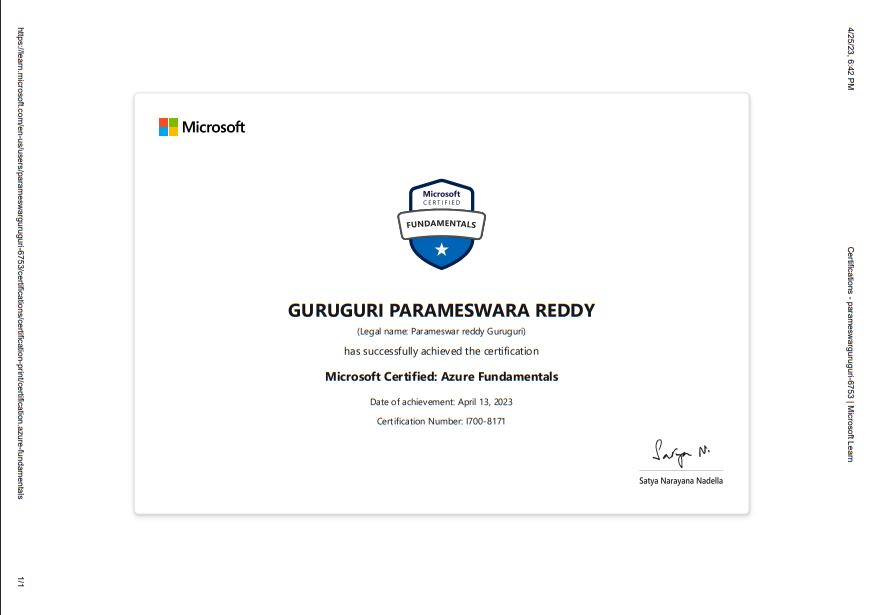 4/25/23, 6:42 PM
Certifications - parameswarguruguri-6753 | Microsoft Learn
Microsoft
Microsoft
CERTIFIED
FUNDAMENTALS
GURUGURI PARAMESWARA REDDY
(Legal name: Parameswar reddy Guruguri)
has successfully achieved the certification
Microsoft Certified: Azure Fundamentals
Date of achievement: April 13, 2023
Certification Number: I700-8171
Satya N.
Satya Narayana Nadella
https://learn.microsoft.com/en-us/users/parameswarguruguri-6753/certifications/certification-print/certification.azure-fundamentals
1/1